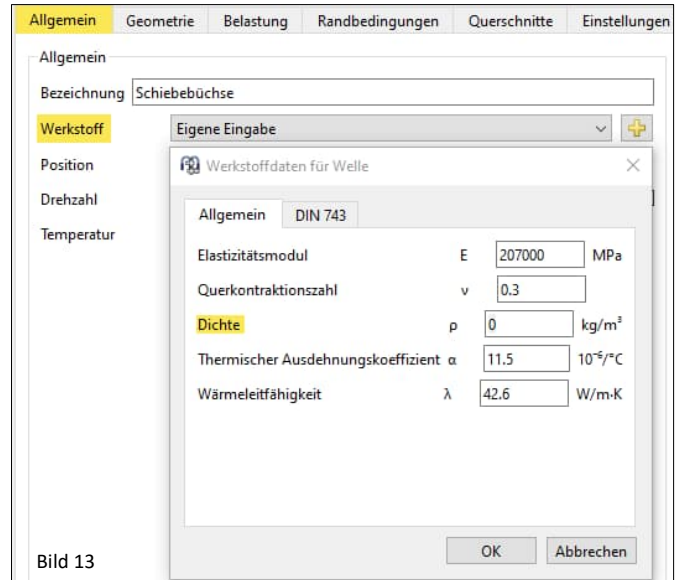 Allgemein Geometrie Belastung Randbedingungen Querschnitte Einstellungen
Allgemein
Bezeichnung Schiebebüchse
Werkstoff Eigene Eingabe
Position
Drehzahl
Temperatur
Werkstoffdaten für Welle
Allgemein DIN 743
Elastizitätsmodul E 207000 MPa
Querkontraktionszahl ν 0.3
Dichte ρ 0 kg/m³
Thermischer Ausdehnungskoeffizient α 11.5 10⁻⁶/°C
Wärmeleitfähigkeit λ 42.6 W/m·K
OK Abbrechen
Bild 13